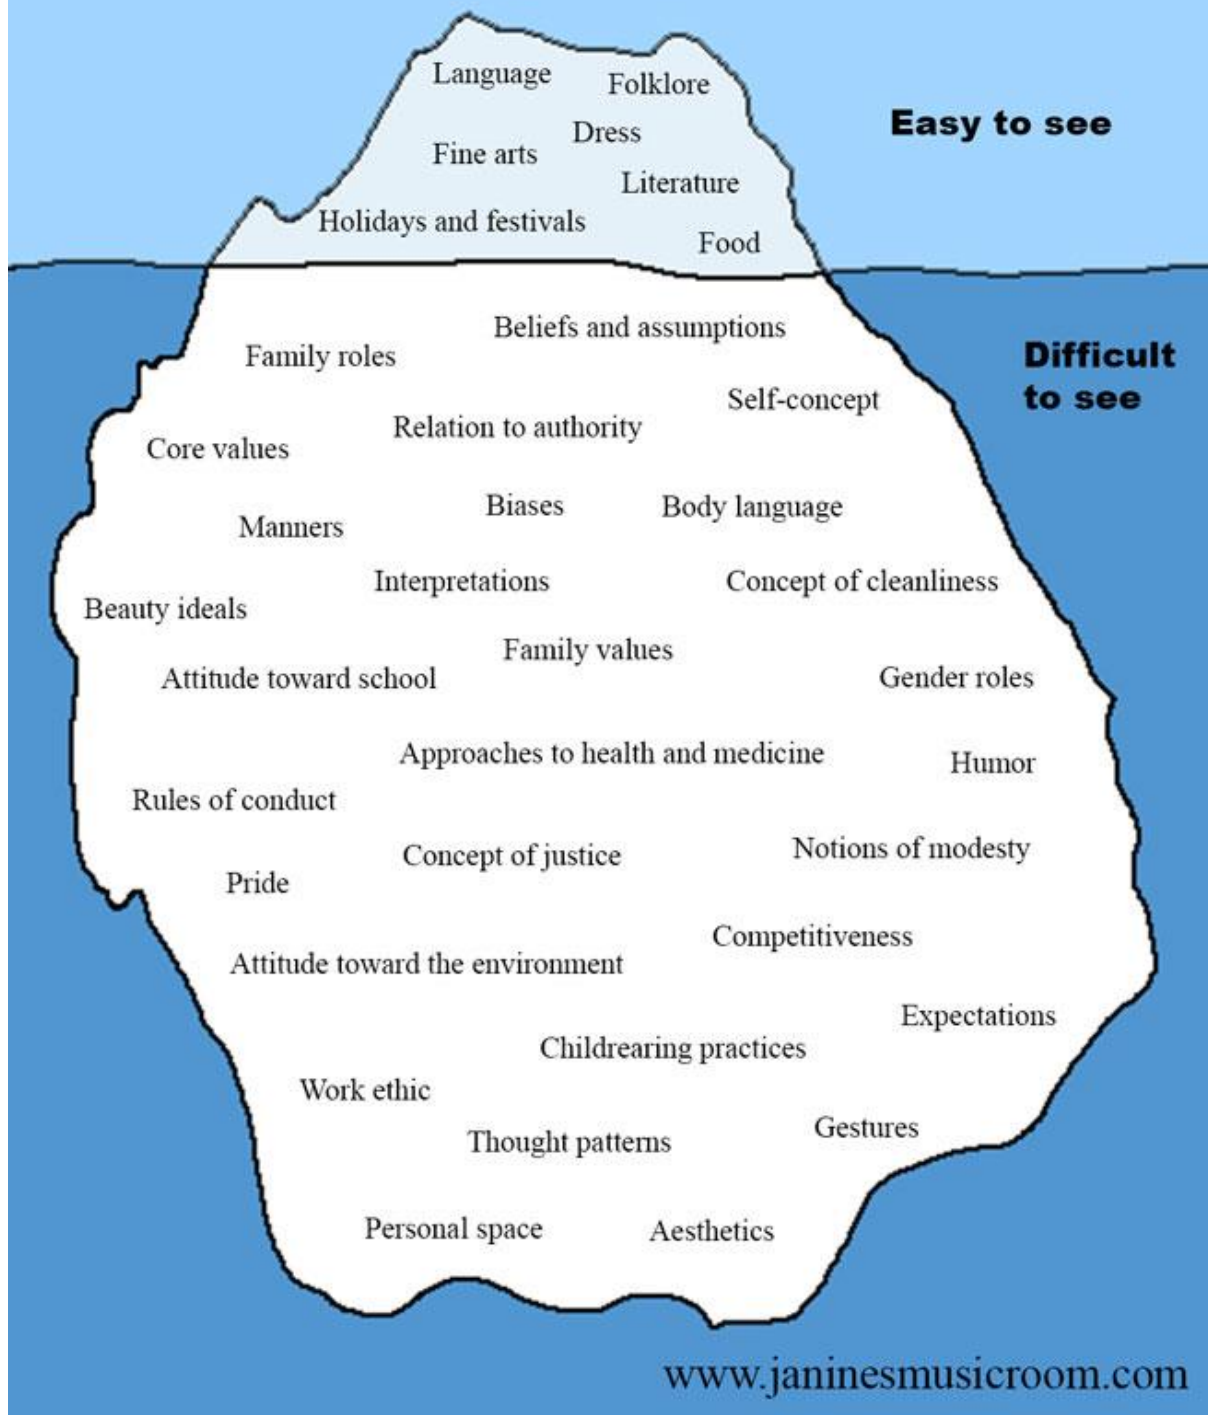 Language
Folklore
Easy to see
Dress
Fine arts
Literature
Holidays and festivals
Food
Beliefs and assumptions
Family roles
Difficult
to see
Self-concept
Relation to authority
Core values
Biases
Body language
Manners
Interpretations
Concept of cleanliness
Beauty ideals
Family values
Attitude toward school
Gender roles
Approaches to health and medicine
Humor
Rules of conduct
Notions of modesty
Concept of justice
Pride
Competitiveness
Attitude toward the environment
Expectations
Childrearing practices
Work ethic
Gestures
Thought patterns
Personal space
Aesthetics
www.janinesmusicroom.com